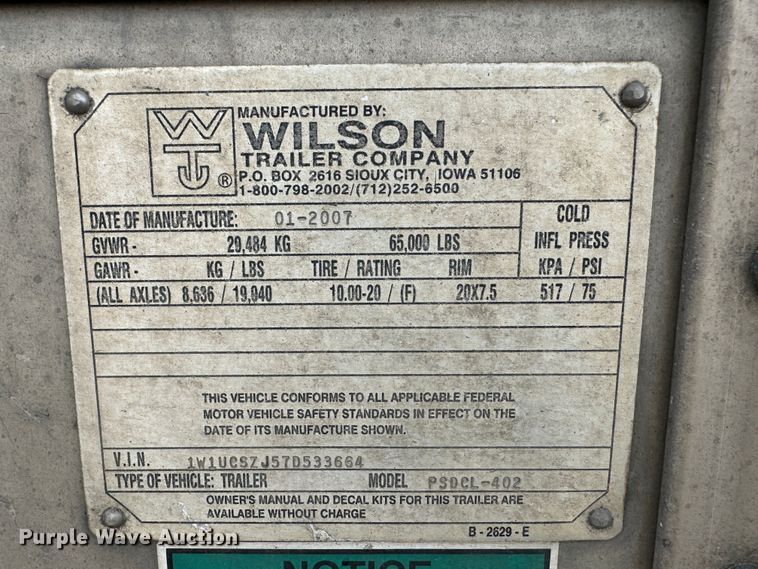 MANUFACTURED BY:
WILSON
TRAILER COMPANY
P.O. BOX 2616 SIOUX CITY, IOWA 51106
1-800-798-2002/(712)252-6500
WT ®
DATE OF MANUFACTURE: 01-2007
COLD
INFL PRESS
KPA / PSI
GVWR - 29,484 KG 65,000 LBS
GAWR - KG / LBS TIRE / RATING RIM
(ALL AXLES) 8,636 / 19,040 10.00-20 / (F) 20X7.5 517 / 75
THIS VEHICLE CONFORMS TO ALL APPLICABLE FEDERAL
MOTOR VEHICLE SAFETY STANDARDS IN EFFECT ON THE
DATE OF ITS MANUFACTURE SHOWN.
V.I.N. 1W1UCSZJ57D533664
TYPE OF VEHICLE: TRAILER MODEL PSDCL-402
OWNER'S MANUAL AND DECAL KITS FOR THIS TRAILER ARE
AVAILABLE WITHOUT CHARGE
B - 2629 - E
Purple Wave Auction
NOTICE